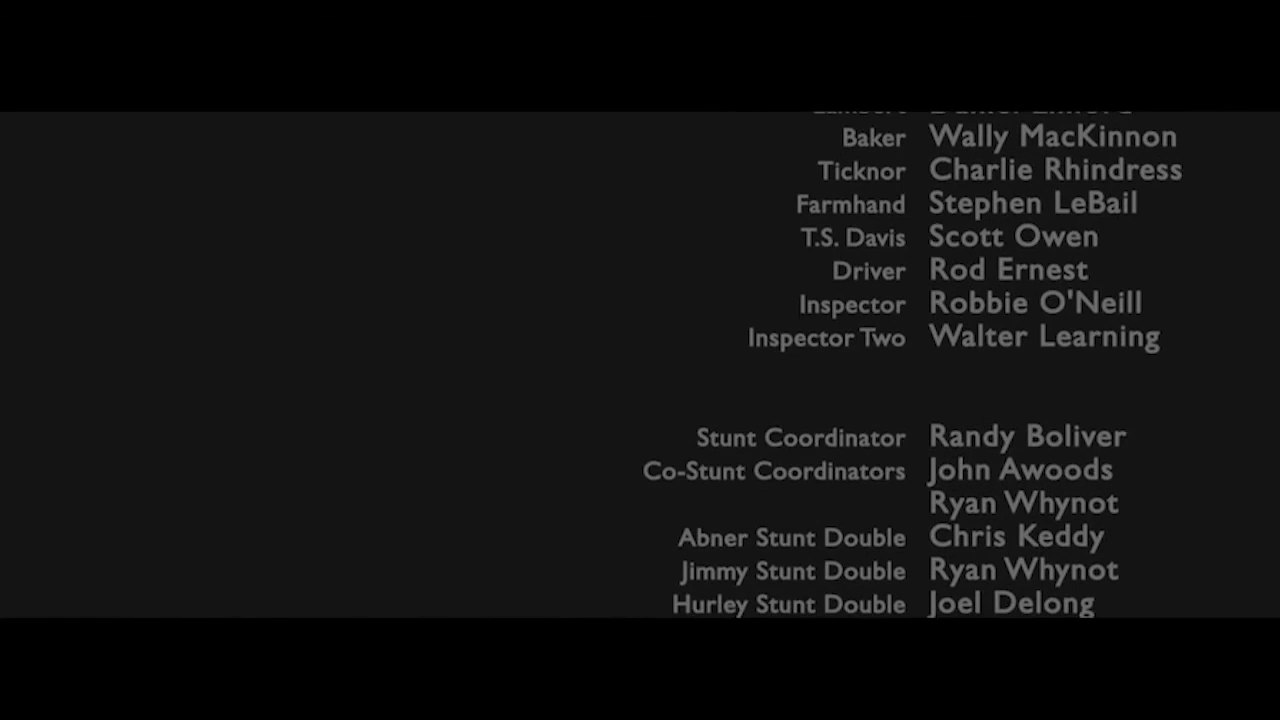 Baker Wally MacKinnon
Ticknor Charlie Rhindress
Farmhand Stephen LeBail
T.S. Davis Scott Owen
Driver Rod Ernest
Inspector Robbie O'Neill
Inspector Two Walter Learning
Stunt Coordinator Randy Boliver
Co-Stunt Coordinators John Awoods
Ryan Whynot
Abner Stunt Double Chris Keddy
Jimmy Stunt Double Ryan Whynot
Hurley Stunt Double Joel Delong